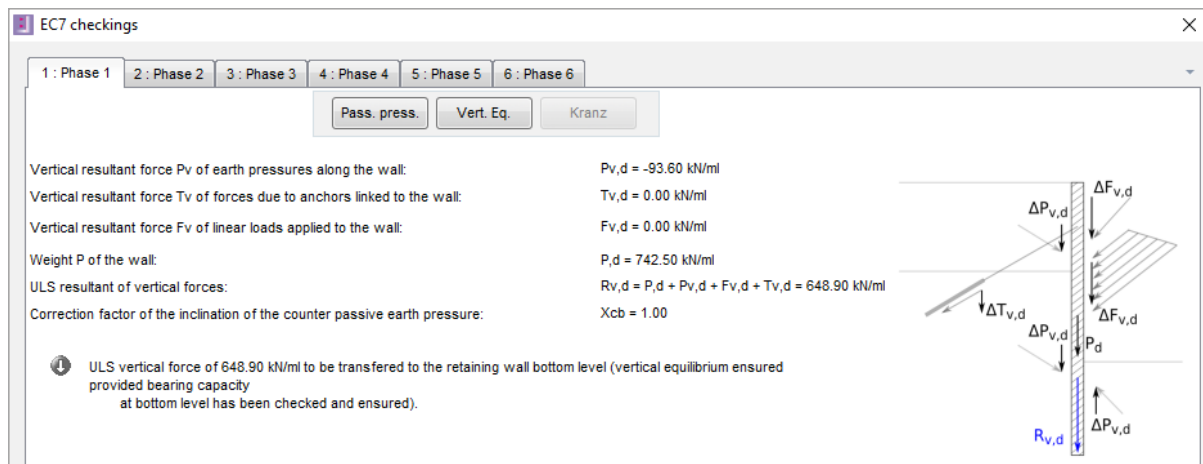 EC7 checkings
1 : Phase 1 2 : Phase 2 3 : Phase 3 4 : Phase 4 5 : Phase 5 6 : Phase 6
Pass. press. Vert. Eq. Kranz
Vertical resultant force Pv of earth pressures along the wall: Pv,d = -93.60 kN/ml
Vertical resultant force Tv of forces due to anchors linked to the wall: Tv,d = 0.00 kN/ml
Vertical resultant force Fv of linear loads applied to the wall: Fv,d = 0.00 kN/ml
Weight P of the wall: P,d = 742.50 kN/ml
ULS resultant of vertical forces: Rv,d = P,d + Pv,d + Fv,d + Tv,d = 648.90 kN/ml
Correction factor of the inclination of the counter passive earth pressure: Xcb = 1.00
ULS vertical force of 648.90 kN/ml to be transfered to the retaining wall bottom level (vertical equilibrium ensured
provided bearing capacity
at bottom level has been checked and ensured).
ΔFv,d
ΔPv,d
ΔTv,d
ΔFv,d
ΔPv,d
Pd
ΔPv,d
Rv,d